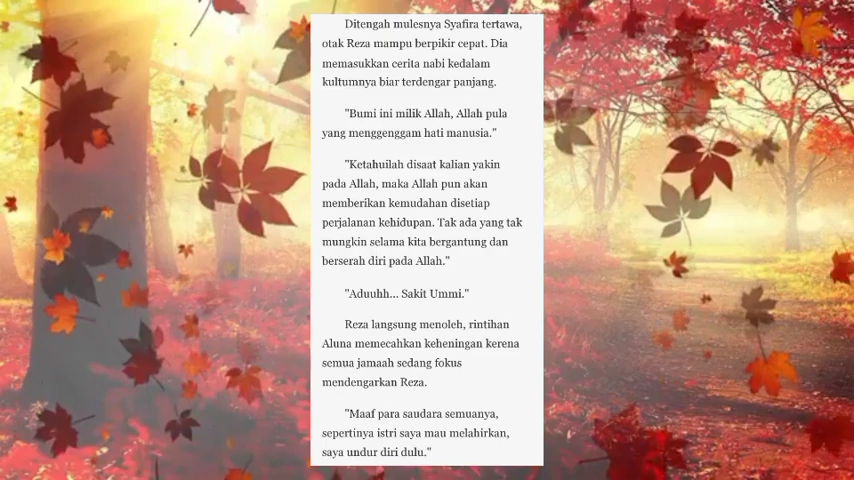 Ditengah mulesnya Syafira tertawa,
otak Reza mampu berpikir cepat. Dia
memasukkan cerita nabi kedalam
kultumnya biar terdengar panjang.
"Bumi ini milik Allah, Allah pula
yang menggenggam hati manusia."
"Ketahuilah disaat kalian yakin
pada Allah, maka Allah pun akan
memberikan kemudahan disetiap
perjalanan kehidupan. Tak ada yang tak
mungkin selama kita bergantung dan
berserah diri pada Allah."
"Aduuhh... Sakit Ummi."
Reza langsung menoleh, rintihan
Aluna memecahkan keheningan kerena
semua jamaah sedang fokus
mendengarkan Reza.
"Maaf para saudara semuanya,
sepertinya istri saya mau melahirkan,
saya undur diri dulu."